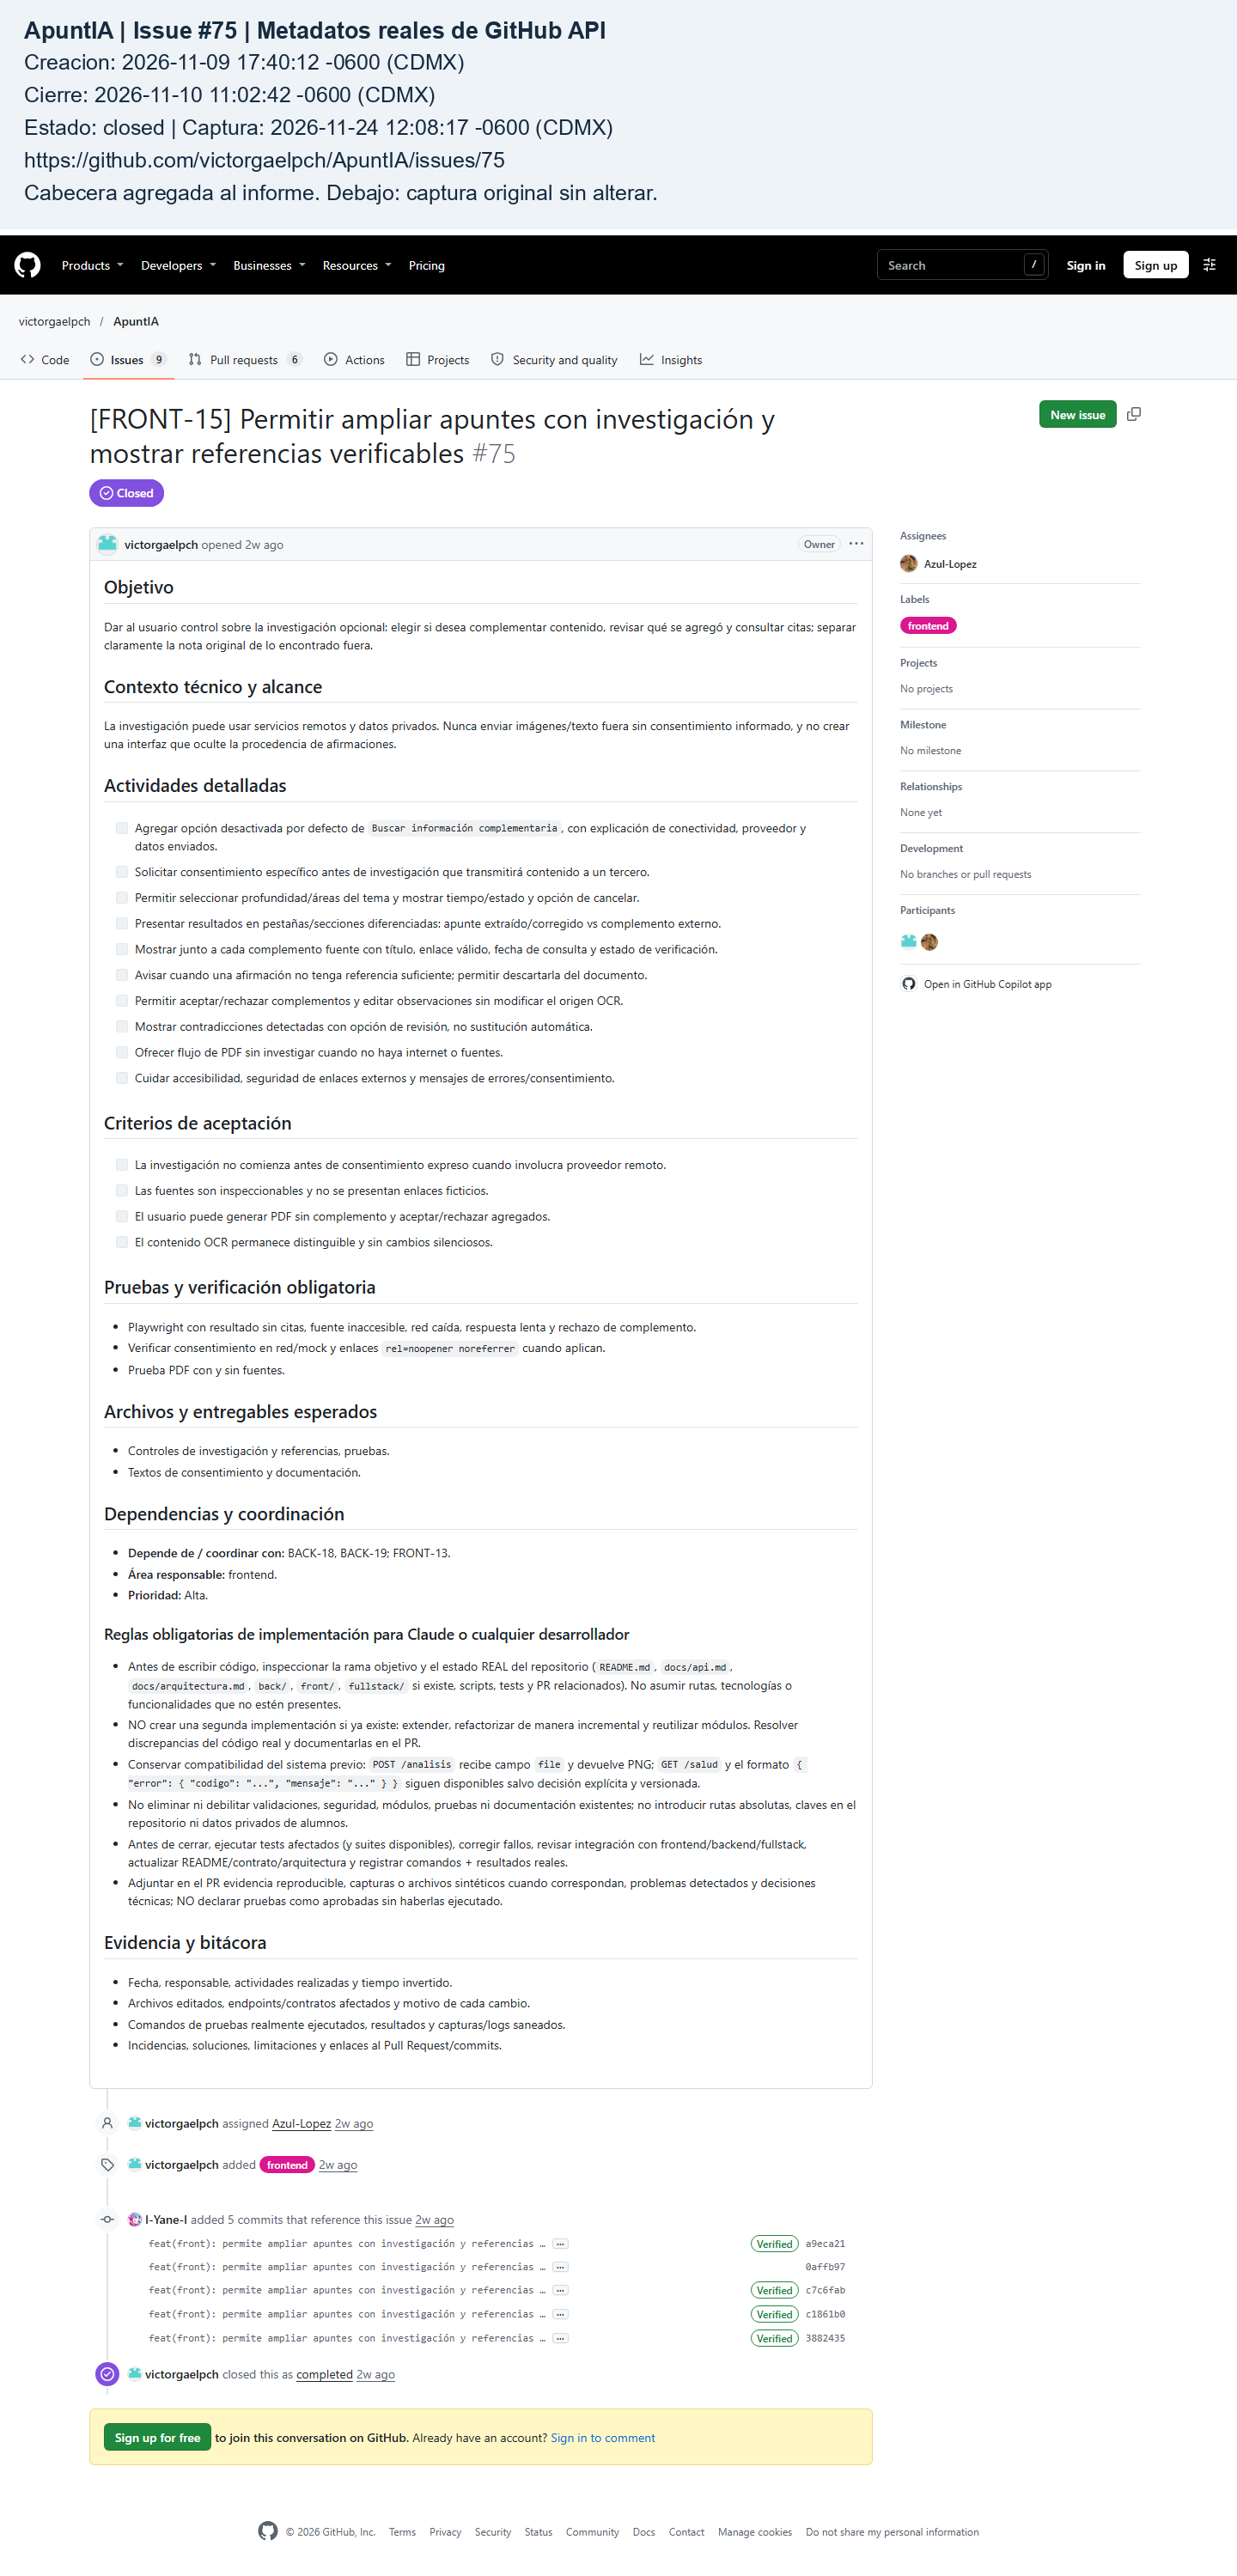 ApuntIA | Issue #75 | Metadatos reales de GitHub API
Creacion: 2026-11-09 17:40:12 -0600 (CDMX)
Cierre: 2026-11-10 11:02:42 -0600 (CDMX)
Estado: closed | Captura: 2026-11-24 12:08:17 -0600 (CDMX)
https://github.com/victorgaelpch/ApuntIA/issues/75
Cabecera agregada al informe. Debajo: captura original sin alterar.
Products Developers Businesses Resources Pricing Search / Sign in Sign up
victorgaelpch / ApuntIA
Code Issues 9 Pull requests 6 Actions Projects Security and quality Insights
[FRONT-15] Permitir ampliar apuntes con investigación y
mostrar referencias verificables #75
New issue
Closed
victorgaelpch opened 2w ago Owner
Objetivo
Dar al usuario control sobre la investigación opcional: elegir si desea complementar contenido, revisar qué se agregó y consultar citas; separar
claramente la nota original de lo encontrado fuera.
Contexto técnico y alcance
La investigación puede usar servicios remotos y datos privados. Nunca enviar imágenes/texto fuera sin consentimiento informado, y no crear
una interfaz que oculte la procedencia de afirmaciones.
Actividades detalladas
Agregar opción desactivada por defecto de Buscar información complementaria, con explicación de conectividad, proveedor y
datos enviados.
Solicitar consentimiento específico antes de investigación que transmitirá contenido a un tercero.
Permitir seleccionar profundidad/áreas del tema y mostrar tiempo/estado y opción de cancelar.
Presentar resultados en pestañas/secciones diferenciadas: apunte extraído/corregido vs complemento externo.
Mostrar junto a cada complemento fuente con título, enlace válido, fecha de consulta y estado de verificación.
Avisar cuando una afirmación no tenga referencia suficiente; permitir descartarla del documento.
Permitir aceptar/rechazar complementos y editar observaciones sin modificar el origen OCR.
Mostrar contradicciones detectadas con opción de revisión, no sustitución automática.
Ofrecer flujo de PDF sin investigar cuando no haya internet o fuentes.
Cuidar accesibilidad, seguridad de enlaces externos y mensajes de errores/consentimiento.
Criterios de aceptación
La investigación no comienza antes de consentimiento expreso cuando involucra proveedor remoto.
Las fuentes son inspeccionables y no se presentan enlaces ficticios.
El usuario puede generar PDF sin complemento y aceptar/rechazar agregados.
El contenido OCR permanece distinguible y sin cambios silenciosos.
Pruebas y verificación obligatoria
Playwright con resultado sin citas, fuente inaccesible, red caída, respuesta lenta y rechazo de complemento.
Verificar consentimiento en red/mock y enlaces rel=noopener noreferrer cuando aplican.
Prueba PDF con y sin fuentes.
Archivos y entregables esperados
Controles de investigación y referencias, pruebas.
Textos de consentimiento y documentación.
Dependencias y coordinación
Depende de / coordinar con: BACK-18, BACK-19; FRONT-13.
Área responsable: frontend.
Prioridad: Alta.
Reglas obligatorias de implementación para Claude o cualquier desarrollador
Antes de escribir código, inspeccionar la rama objetivo y el estado REAL del repositorio ( README.md, docs/api.md,
docs/arquitectura.md, back/, front/, fullstack/ si existe, scripts, tests y PR relacionados). No asumir rutas, tecnologías o
funcionalidades que no estén presentes.
NO crear una segunda implementación si ya existe: extender, refactorizar de manera incremental y reutilizar módulos. Resolver
discrepancias del código real y documentarlas en el PR.
Conservar compatibilidad del sistema previo: POST /analisis recibe campo file y devuelve PNG; GET /salud y el formato {
"error": { "codigo": "...", "mensaje": "..." } } siguen disponibles salvo decisión explícita y versionada.
No eliminar ni debilitar validaciones, seguridad, módulos, pruebas ni documentación existentes; no introducir rutas absolutas, claves en el
repositorio ni datos privados de alumnos.
Antes de cerrar, ejecutar tests afectados (y suites disponibles), corregir fallos, revisar integración con frontend/backend/fullstack,
actualizar README/contrato/arquitectura y registrar comandos + resultados reales.
Adjuntar en el PR evidencia reproducible, capturas o archivos sintéticos cuando correspondan, problemas detectados y decisiones
técnicas; NO declarar pruebas como aprobadas sin haberlas ejecutado.
Evidencia y bitácora
Fecha, responsable, actividades realizadas y tiempo invertido.
Archivos editados, endpoints/contratos afectados y motivo de cada cambio.
Comandos de pruebas realmente ejecutados, resultados y capturas/logs saneados.
Incidencias, soluciones, limitaciones y enlaces al Pull Request/commits.
Assignees
Azul-Lopez
Labels
frontend
Projects
No projects
Milestone
No milestone
Relationships
None yet
Development
No branches or pull requests
Participants
Open in GitHub Copilot app
victorgaelpch assigned Azul-Lopez 2w ago
victorgaelpch added frontend 2w ago
I-Yane-I added 5 commits that reference this issue 2w ago
feat(front): permite ampliar apuntes con investigación y referencias … ... Verified a9eca21
feat(front): permite ampliar apuntes con investigación y referencias … ... 0affb97
feat(front): permite ampliar apuntes con investigación y referencias … ... Verified c7c6fab
feat(front): permite ampliar apuntes con investigación y referencias … ... Verified c1861b0
feat(front): permite ampliar apuntes con investigación y referencias … ... Verified 3882435
victorgaelpch closed this as completed 2w ago
Sign up for free to join this conversation on GitHub. Already have an account? Sign in to comment
© 2026 GitHub, Inc. Terms Privacy Security Status Community Docs Contact Manage cookies Do not share my personal information